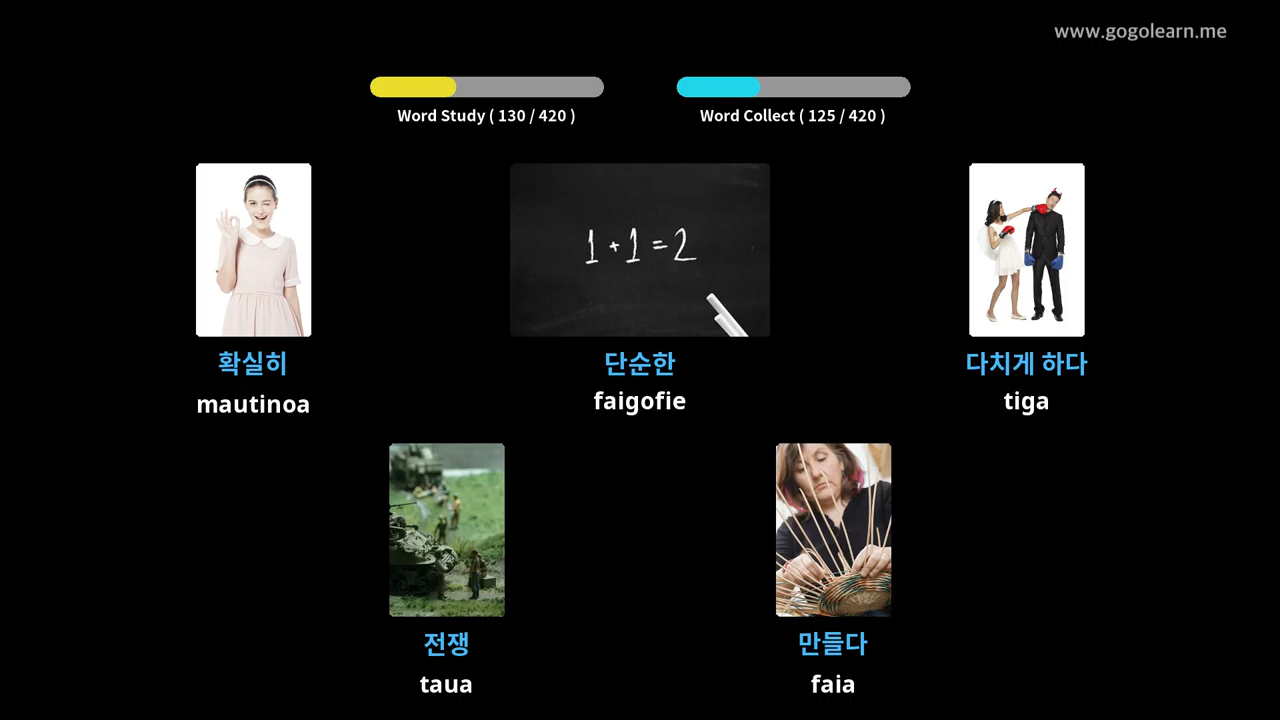 www.gogolearn.me
Word Study ( 130 / 420 )
Word Collect ( 125 / 420 )
1 + 1 = 2
확실히
단순한
다치게 하다
mautinoa
faigofie
tiga
전쟁
만들다
taua
faia